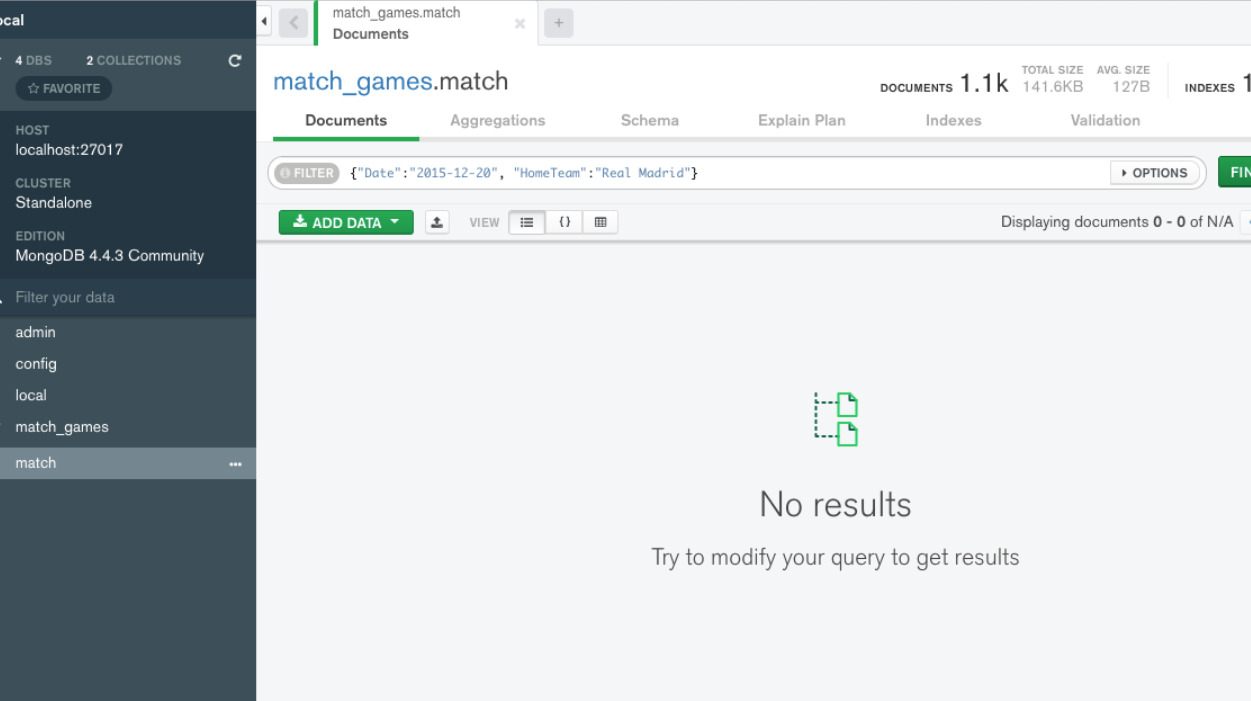 ocal
4 DBS 2 COLLECTIONS
FAVORITE
HOST
localhost:27017
CLUSTER
Standalone
EDITION
MongoDB 4.4.3 Community
Filter your data
admin
config
local
match_games
match
match_games.match
Documents
match_games.match
DOCUMENTS 1.1k
TOTAL SIZE
141.6KB
AVG. SIZE
127B
INDEXES 1
Documents Aggregations Schema Explain Plan Indexes Validation
FILTER {"Date":"2015-12-20", "HomeTeam":"Real Madrid"} OPTIONS FIN
ADD DATA VIEW {} Displaying documents 0 - 0 of N/A
No results
Try to modify your query to get results